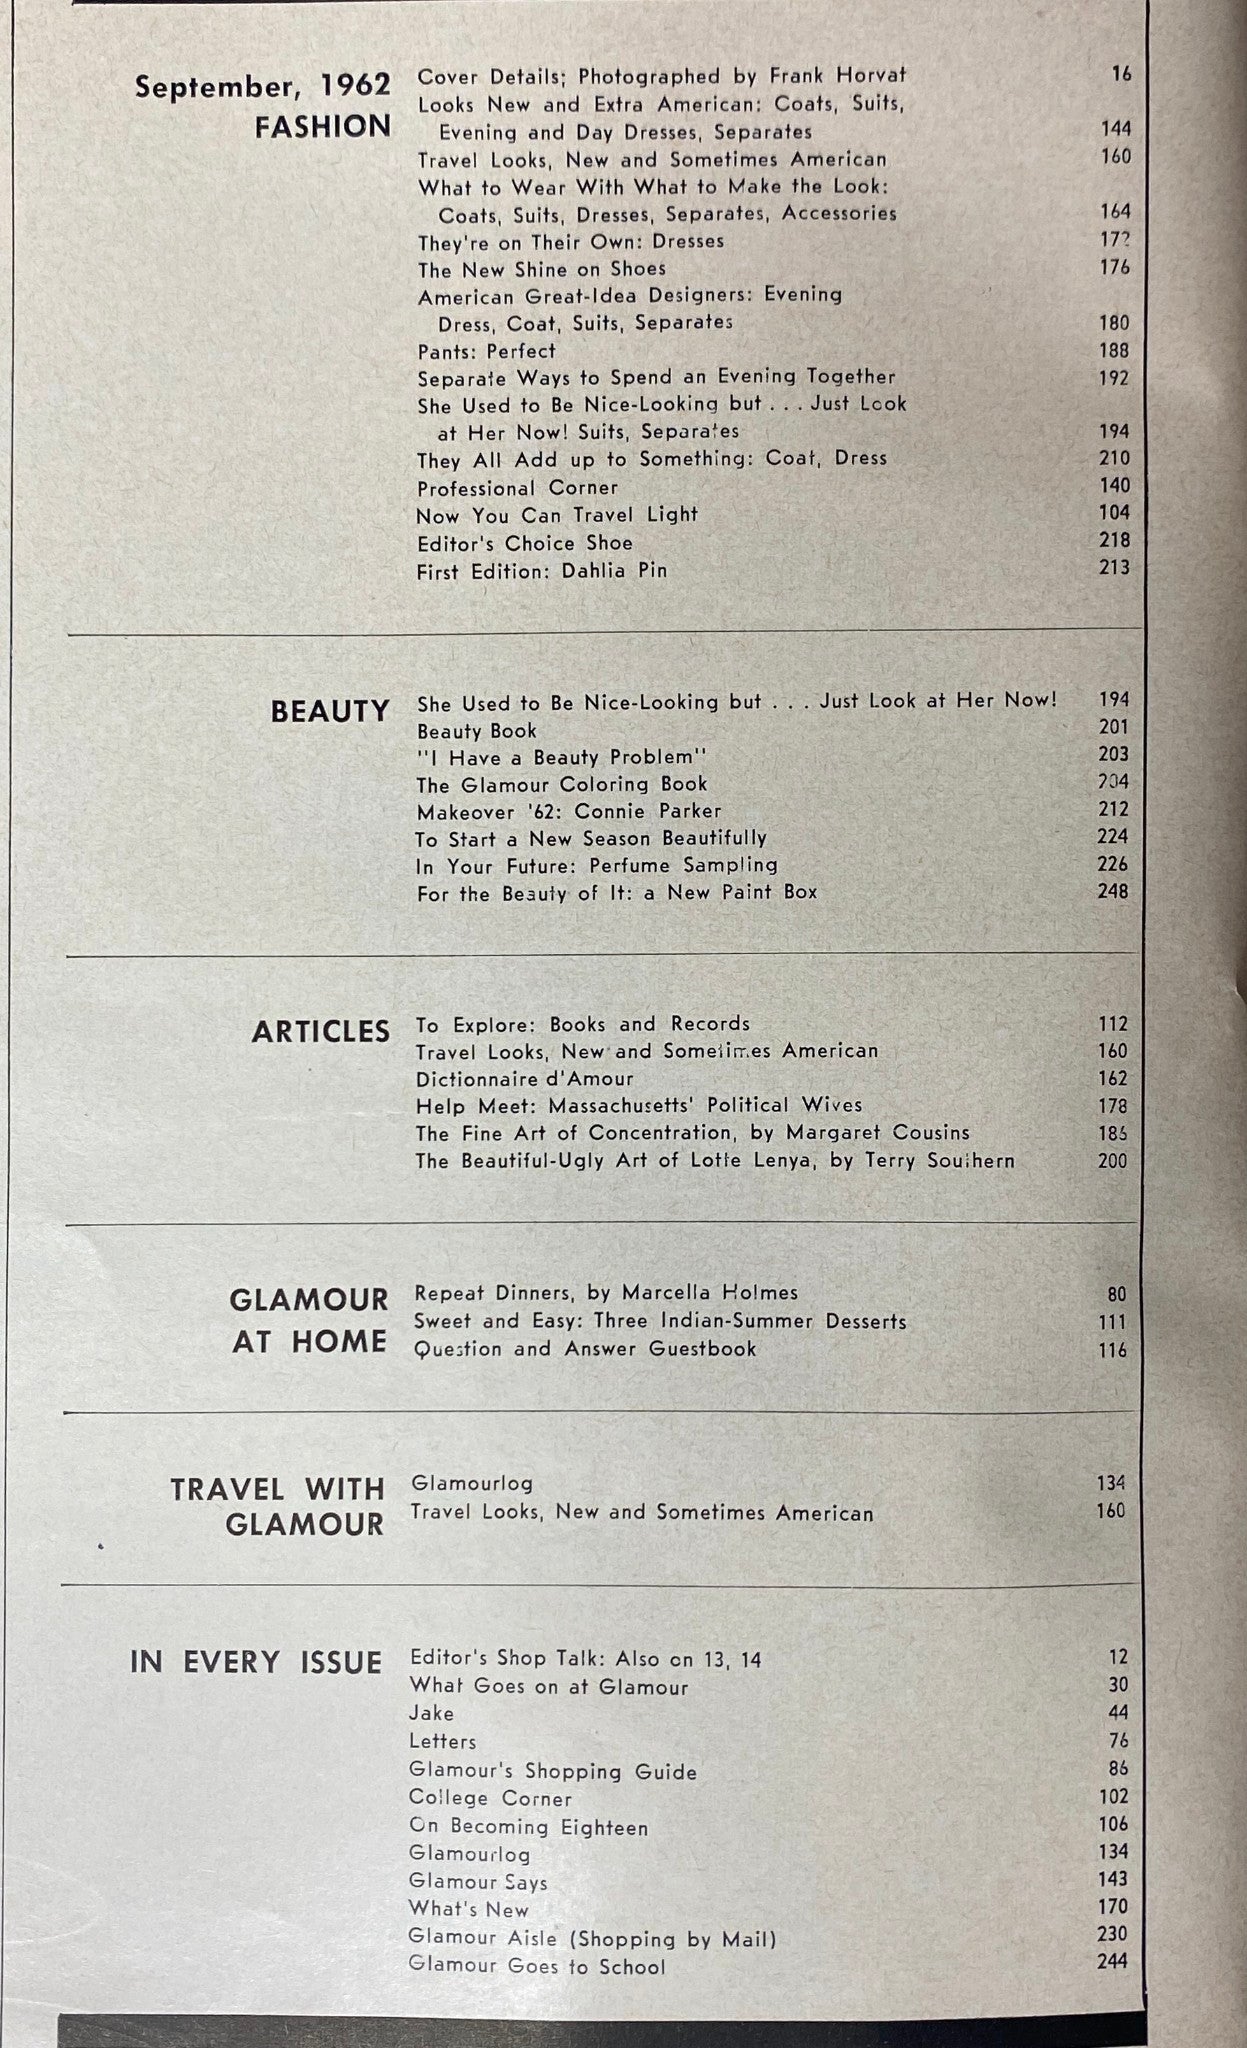 September, 1962
FASHION
Cover Details; Photographed by Frank Horvat 16
Looks New and Extra American: Coats, Suits,
Evening and Day Dresses, Separates 144
Travel Looks, New and Sometimes American 160
What to Wear With What to Make the Look:
Coats, Suits, Dresses, Separates, Accessories 164
They're on Their Own: Dresses 172
The New Shine on Shoes 176
American Great-Idea Designers: Evening
Dress, Coat, Suits, Separates 180
Pants: Perfect 188
Separate Ways to Spend an Evening Together 192
She Used to Be Nice-Looking but . . . Just Look
at Her Now! Suits, Separates 194
They All Add up to Something: Coat, Dress 210
Professional Corner 140
Now You Can Travel Light 104
Editor's Choice Shoe 218
First Edition: Dahlia Pin 213
BEAUTY
She Used to Be Nice-Looking but . . . Just Look at Her Now! 194
Beauty Book 201
"I Have a Beauty Problem" 203
The Glamour Coloring Book 204
Makeover '62: Connie Parker 212
To Start a New Season Beautifully 224
In Your Future: Perfume Sampling 226
For the Beauty of It: a New Paint Box 248
ARTICLES
To Explore: Books and Records 112
Travel Looks, New and Sometimes American 160
Dictionnaire d'Amour 162
Help Meet: Massachusetts' Political Wives 178
The Fine Art of Concentration, by Margaret Cousins 186
The Beautiful-Ugly Art of Lotte Lenya, by Terry Southern 200
GLAMOUR
AT HOME
Repeat Dinners, by Marcella Holmes 80
Sweet and Easy: Three Indian-Summer Desserts 111
Question and Answer Guestbook 116
TRAVEL WITH
GLAMOUR
Glamourlog 134
Travel Looks, New and Sometimes American 160
IN EVERY ISSUE
Editor's Shop Talk: Also on 13, 14 12
What Goes on at Glamour 30
Jake 44
Letters 76
Glamour's Shopping Guide 86
College Corner 102
On Becoming Eighteen 106
Glamourlog 134
Glamour Says 143
What's New 170
Glamour Aisle (Shopping by Mail) 230
Glamour Goes to School 244